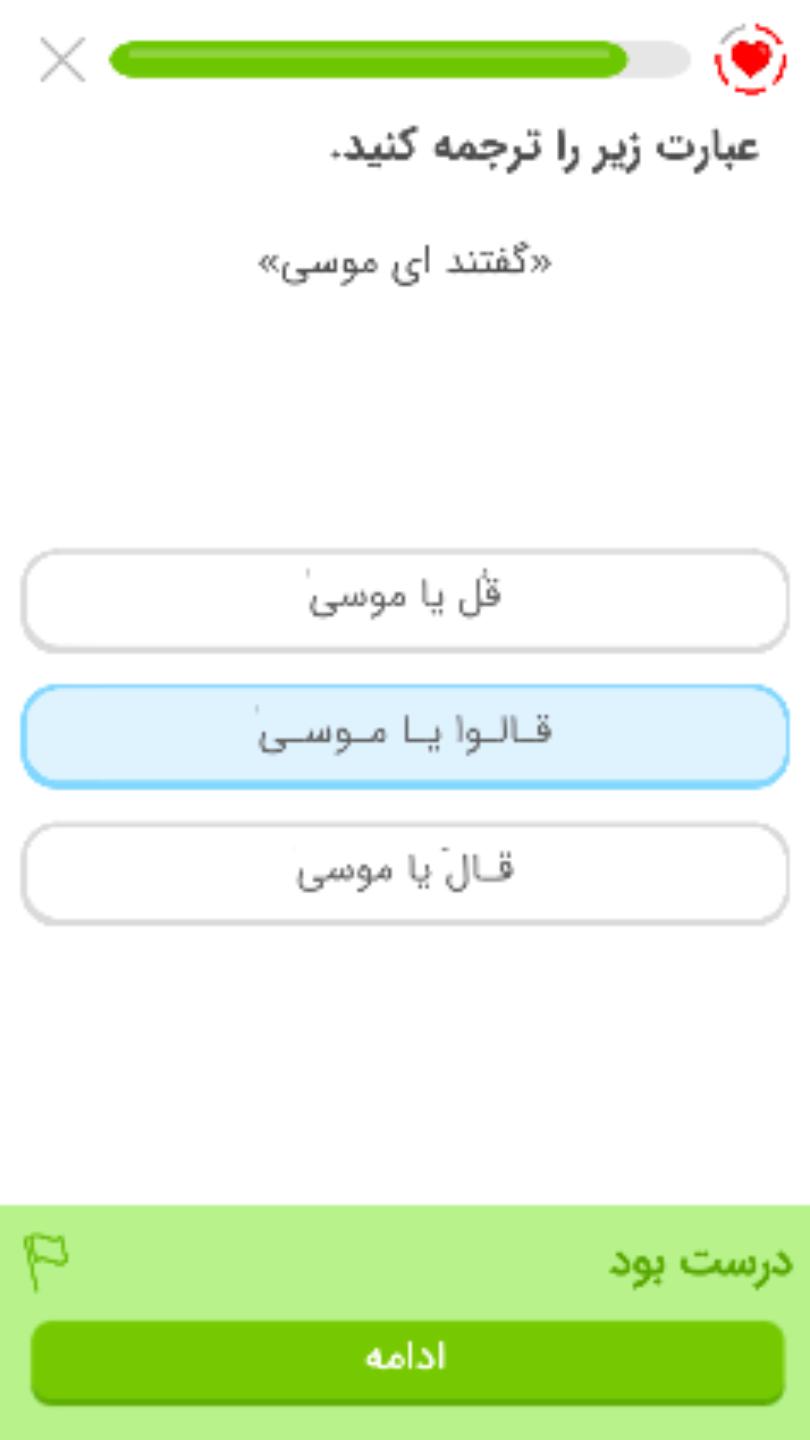 عبارت زیر را ترجمه کنید.
«گفتند ای موسی»
قُل یا موسیٰ
قـالـوا یـا مـوسـیٰ
قـالَ یا موسیٰ
درست بود
ادامه